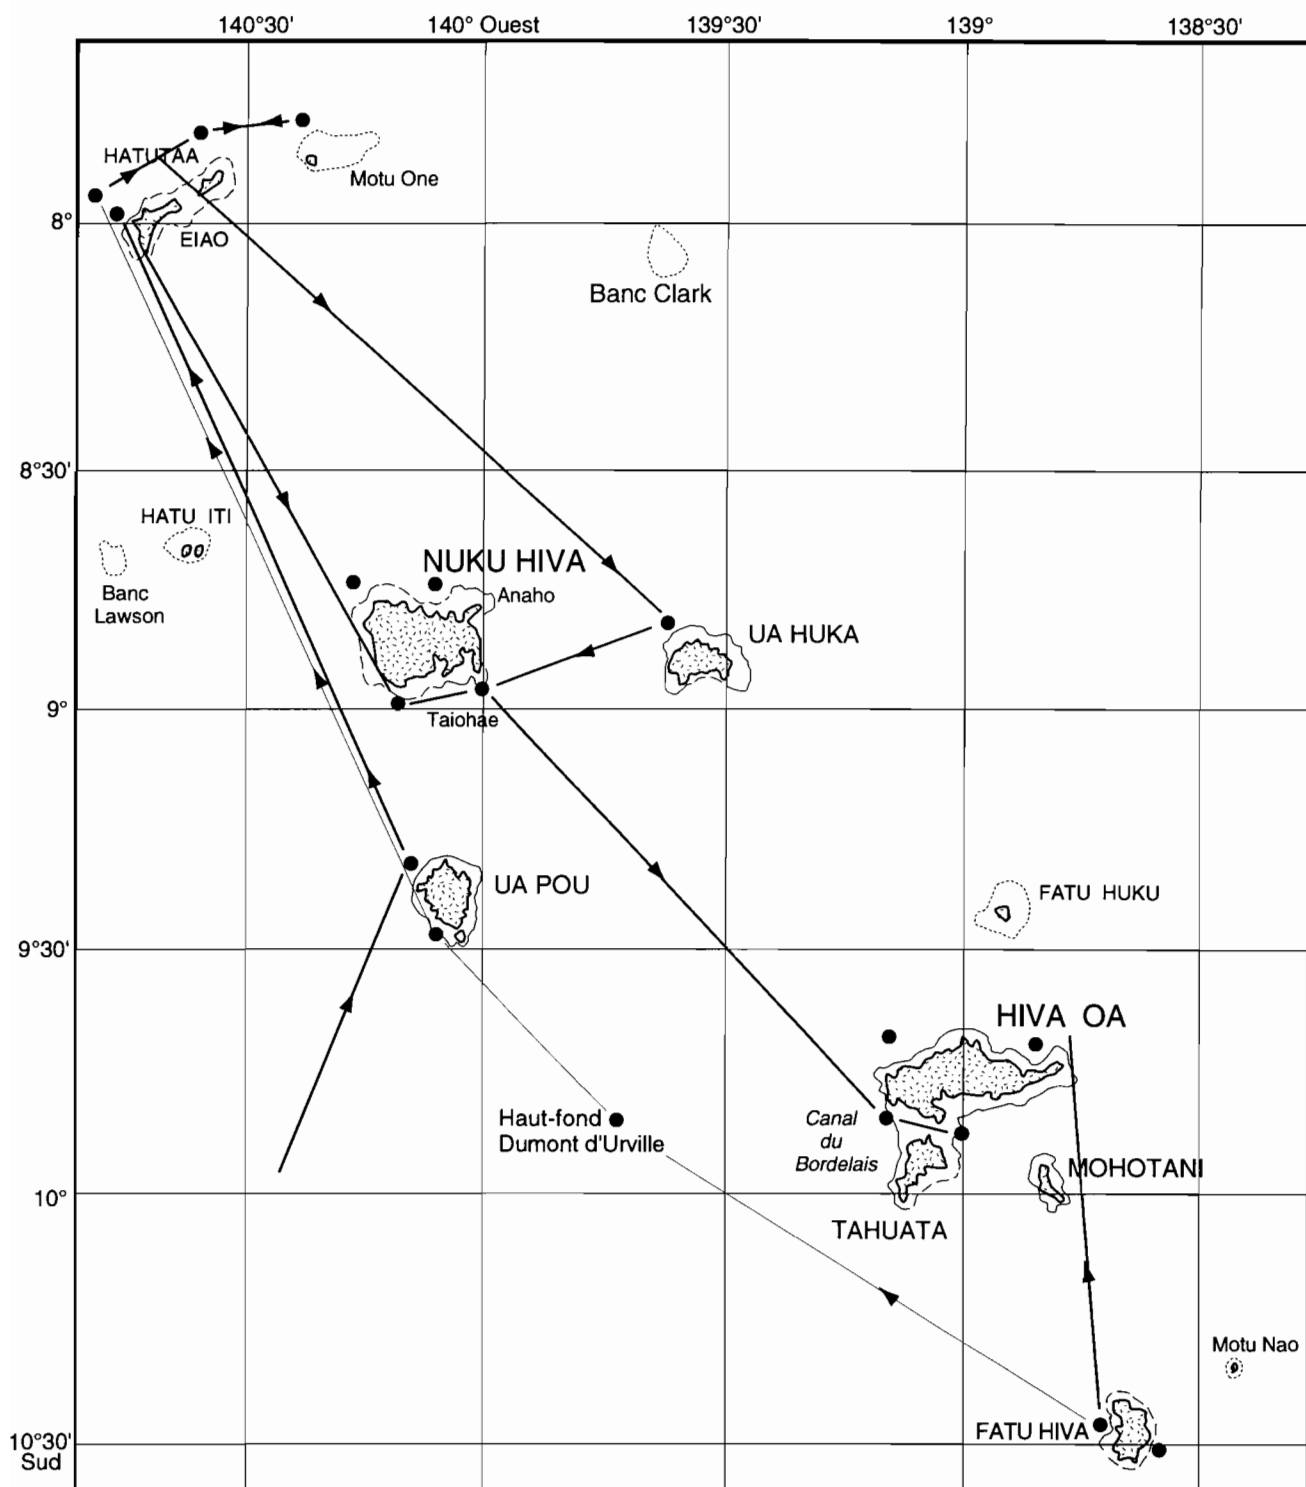 140°30'
140° Ouest
139°30'
139°
138°30'
HATUTAA
Motu One
8°
EIAO
Banc Clark
8°30'
HATU ITI
NUKU HIVA
Banc
Lawson
Anaho
UA HUKA
9°
Taiohae
UA POU
FATU HUKU
9°30'
HIVA OA
Haut-fond
Dumont d'Urville
Canal
du
Bordelais
MOHOTANI
10°
TAHUATA
Motu Nao
FATU HIVA
10°30'
Sud